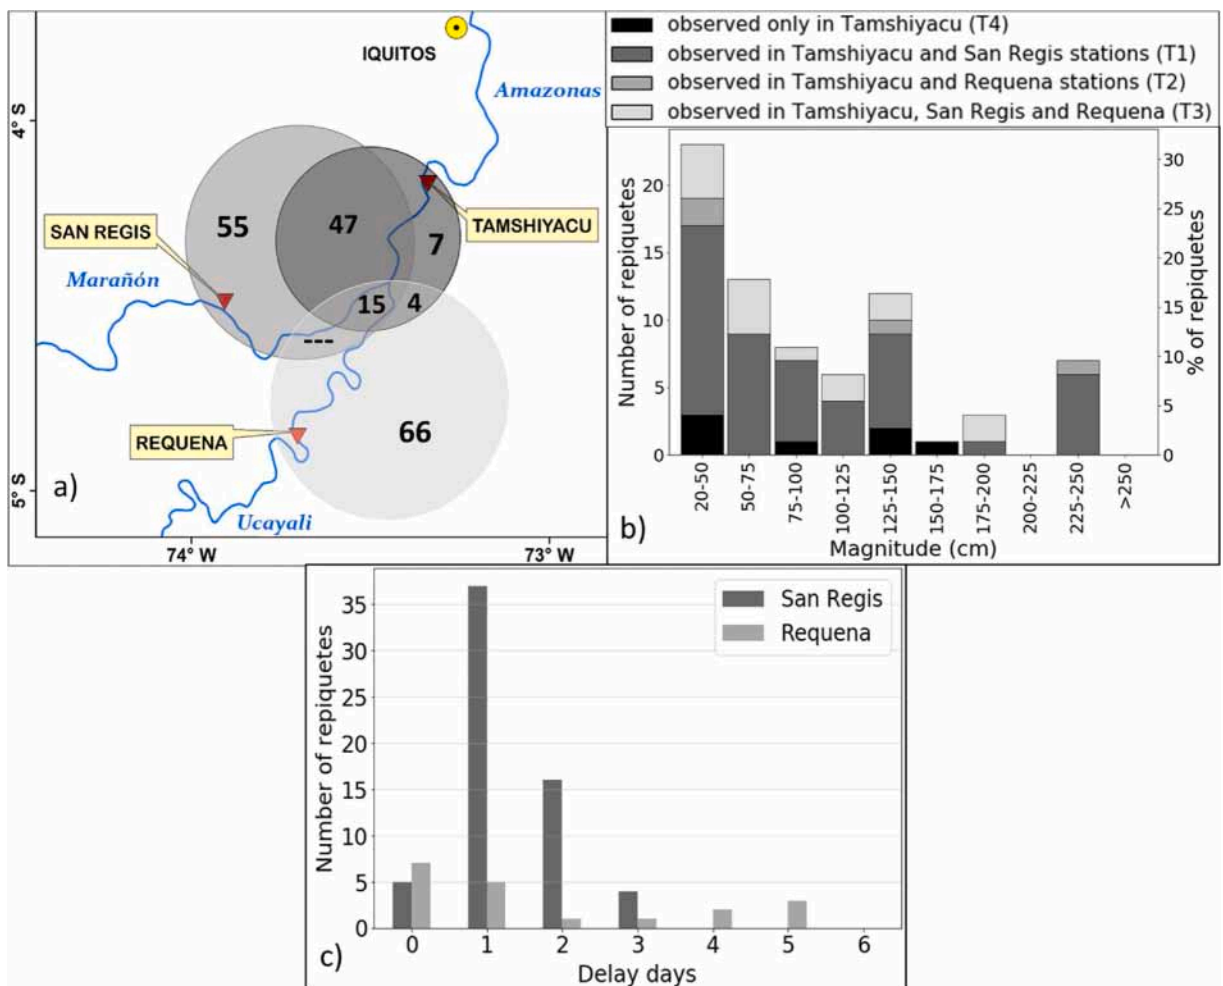 IQUITOS
Amazonas
4° S
55
47
7
SAN REGIS
TAMSHIYACU
Marañón
15
4
---
REQUENA
66
a)
5° S
Ucayali
74° W
73° W
observed only in Tamshiyacu (T4)
observed in Tamshiyacu and San Regis stations (T1)
observed in Tamshiyacu and Requena stations (T2)
observed in Tamshiyacu, San Regis and Requena (T3)
Number of repiquetes
20
15
10
5
0
30
25
20
15
10
5
0
% of repiquetes
20-50
50-75
75-100
100-125
125-150
150-175
175-200
200-225
225-250
>250
b)
Magnitude (cm)
San Regis
Requena
Number of repiquetes
35
30
25
20
15
10
5
0
0 1 2 3 4 5 6
c)
Delay days